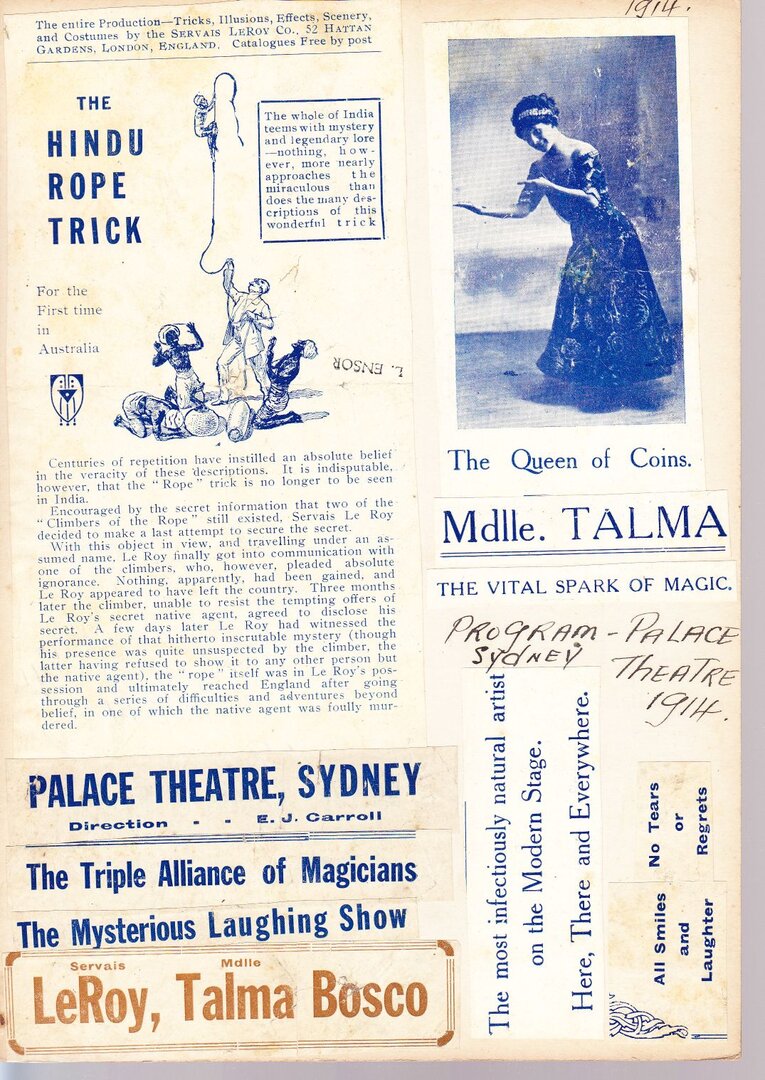 1914.
The entire Production—Tricks, Illusions, Effects, Scenery,
and Costumes by the SERVAIS LEROY CO., 52 HATTAN
GARDENS, LONDON, ENGLAND. Catalogues Free by post
THE
HINDU
ROPE
TRICK
The whole of India
teems with mystery
and legendary lore
—nothing, how-
ever, more nearly
approaches the
miraculous than
does the many des-
criptions of this
wonderful trick
For the
First time
in
Australia
L. ENSOR
Centuries of repetition have instilled an absolute belief
in the veracity of these descriptions. It is indisputable,
however, that the "Rope" trick is no longer to be seen
in India.
Encouraged by the secret information that two of the
"Climbers of the Rope" still existed, Servais Le Roy
decided to make a last attempt to secure the secret.
With this object in view, and travelling under an as-
sumed name, Le Roy finally got into communication with
one of the climbers, who, however, pleaded absolute
ignorance. Nothing, apparently, had been gained, and
Le Roy appeared to have left the country. Three months
later the climber, unable to resist the tempting offers of
Le Roy's secret native agent, agreed to disclose his
secret. A few days later Le Roy had witnessed the
performance of that hitherto inscrutable mystery (though
his presence was quite unsuspected by the climber, the
latter having refused to show it to any other person but
the native agent), the "rope" itself was in Le Roy's pos-
session and ultimately reached England after going
through a series of difficulties and adventures beyond
belief, in one of which the native agent was foully mur-
dered.
PALACE THEATRE, SYDNEY
Direction - - E. J. Carroll
The Triple Alliance of Magicians
The Mysterious Laughing Show
Servais Mdlle
LeRoy, Talma Bosco
The Queen of Coins.
Mdlle. TALMA
THE VITAL SPARK OF MAGIC.
PROGRAM - PALACE
SYDNEY THEATRE
1914.
The most infectiously natural artist
on the Modern Stage.
Here, There and Everywhere.
No Tears
or
Regrets
All Smiles
and
Laughter